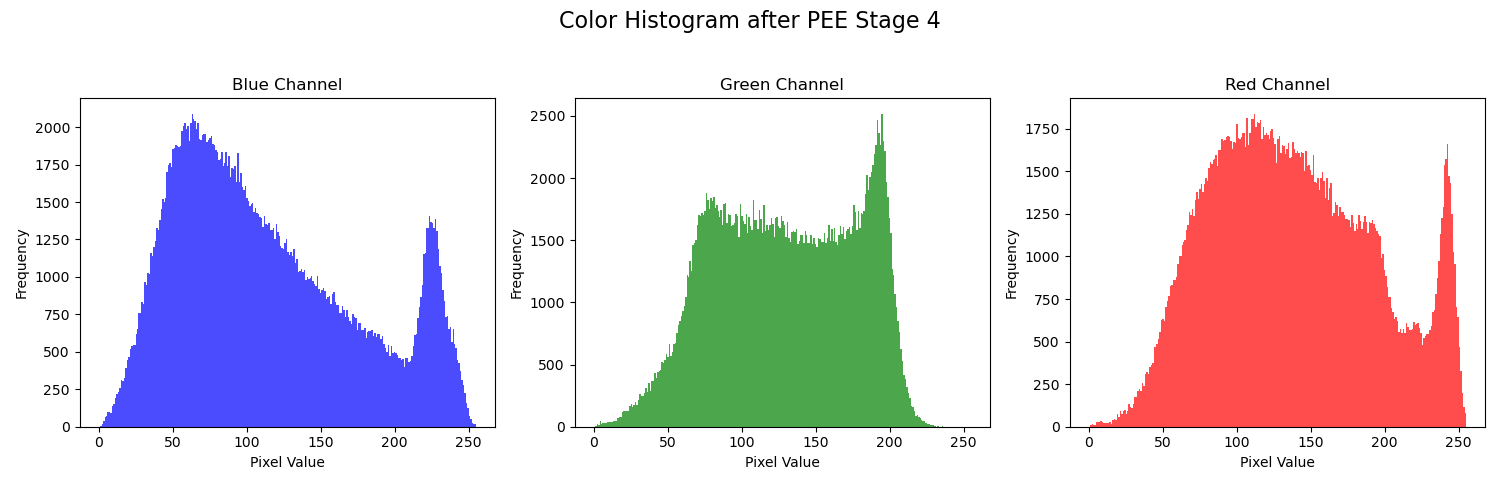 Color Histogram after PEE Stage 4
Blue Channel
Green Channel
Red Channel
Frequency
2000
1750
1500
1250
1000
750
500
250
0
0 50 100 150 200 250
Pixel Value
Frequency
2500
2000
1500
1000
500
0
0 50 100 150 200 250
Pixel Value
Frequency
1750
1500
1250
1000
750
500
250
0
0 50 100 150 200 250
Pixel Value